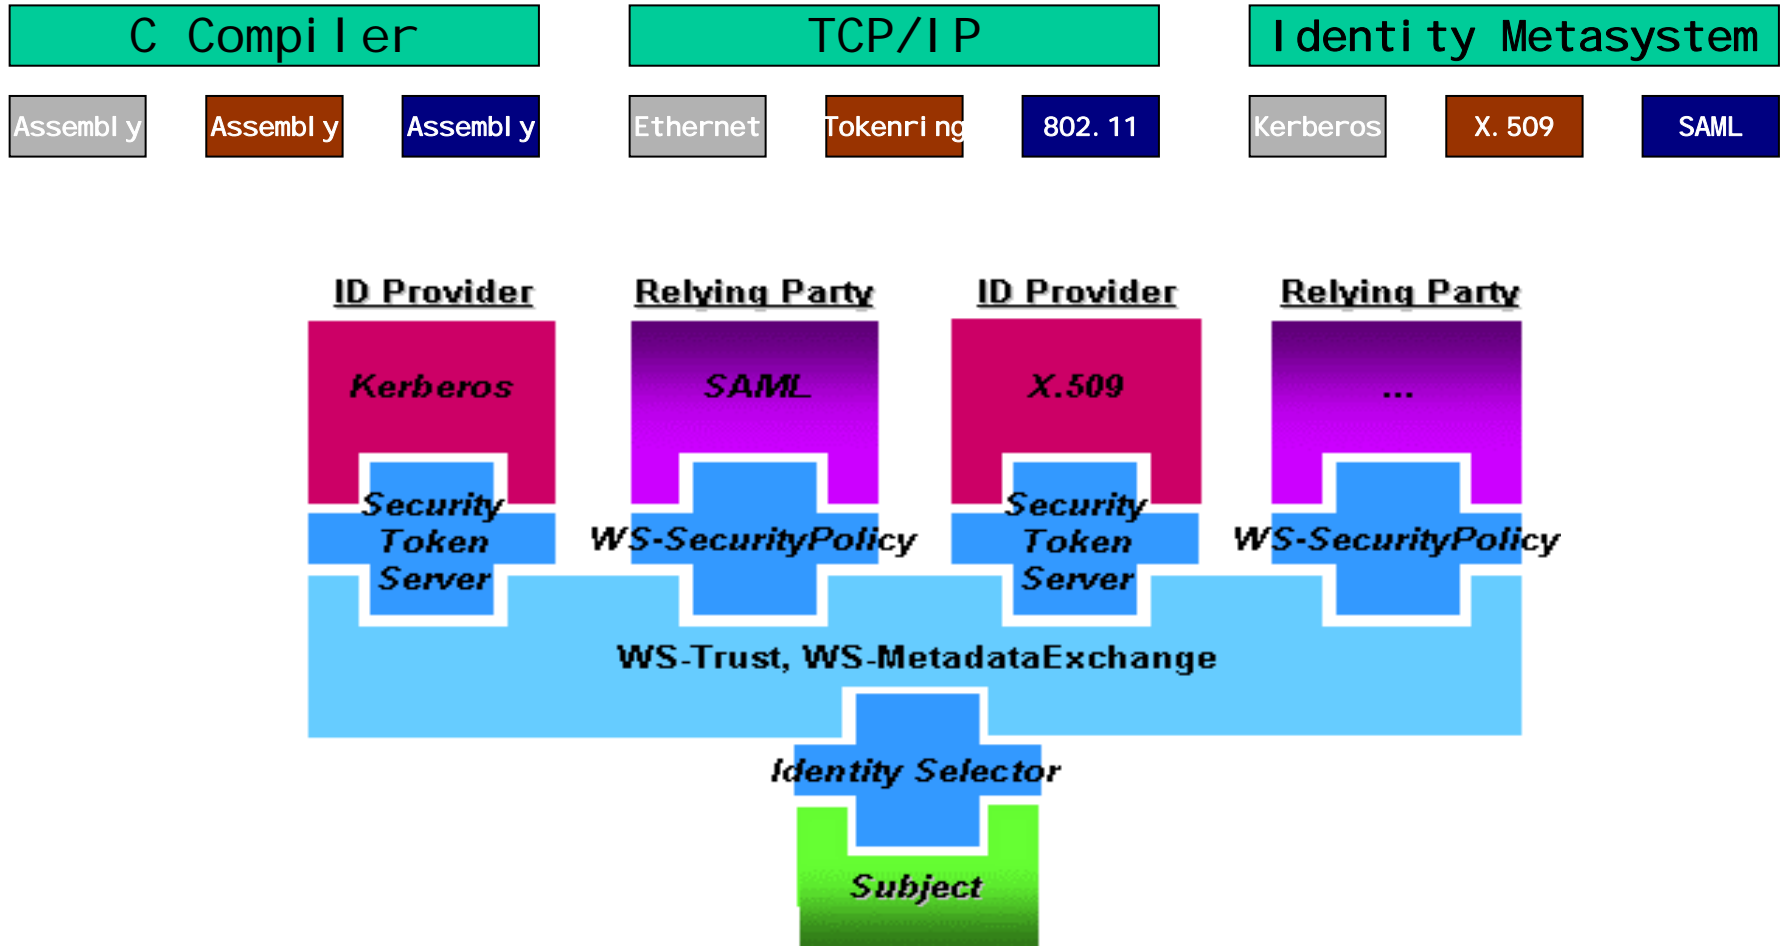 C Compiler
TCP/IP
Identity Metasystem
Assembly
Assembly
Assembly
Ethernet
Tokenring
802.11
Kerberos
X.509
SAML
ID Provider
Relying Party
ID Provider
Relying Party
Kerberos
SAML
X.509
...
Security
Token
Server
WS-SecurityPolicy
Security
Token
Server
WS-SecurityPolicy
WS-Trust, WS-MetadataExchange
Identity Selector
Subject